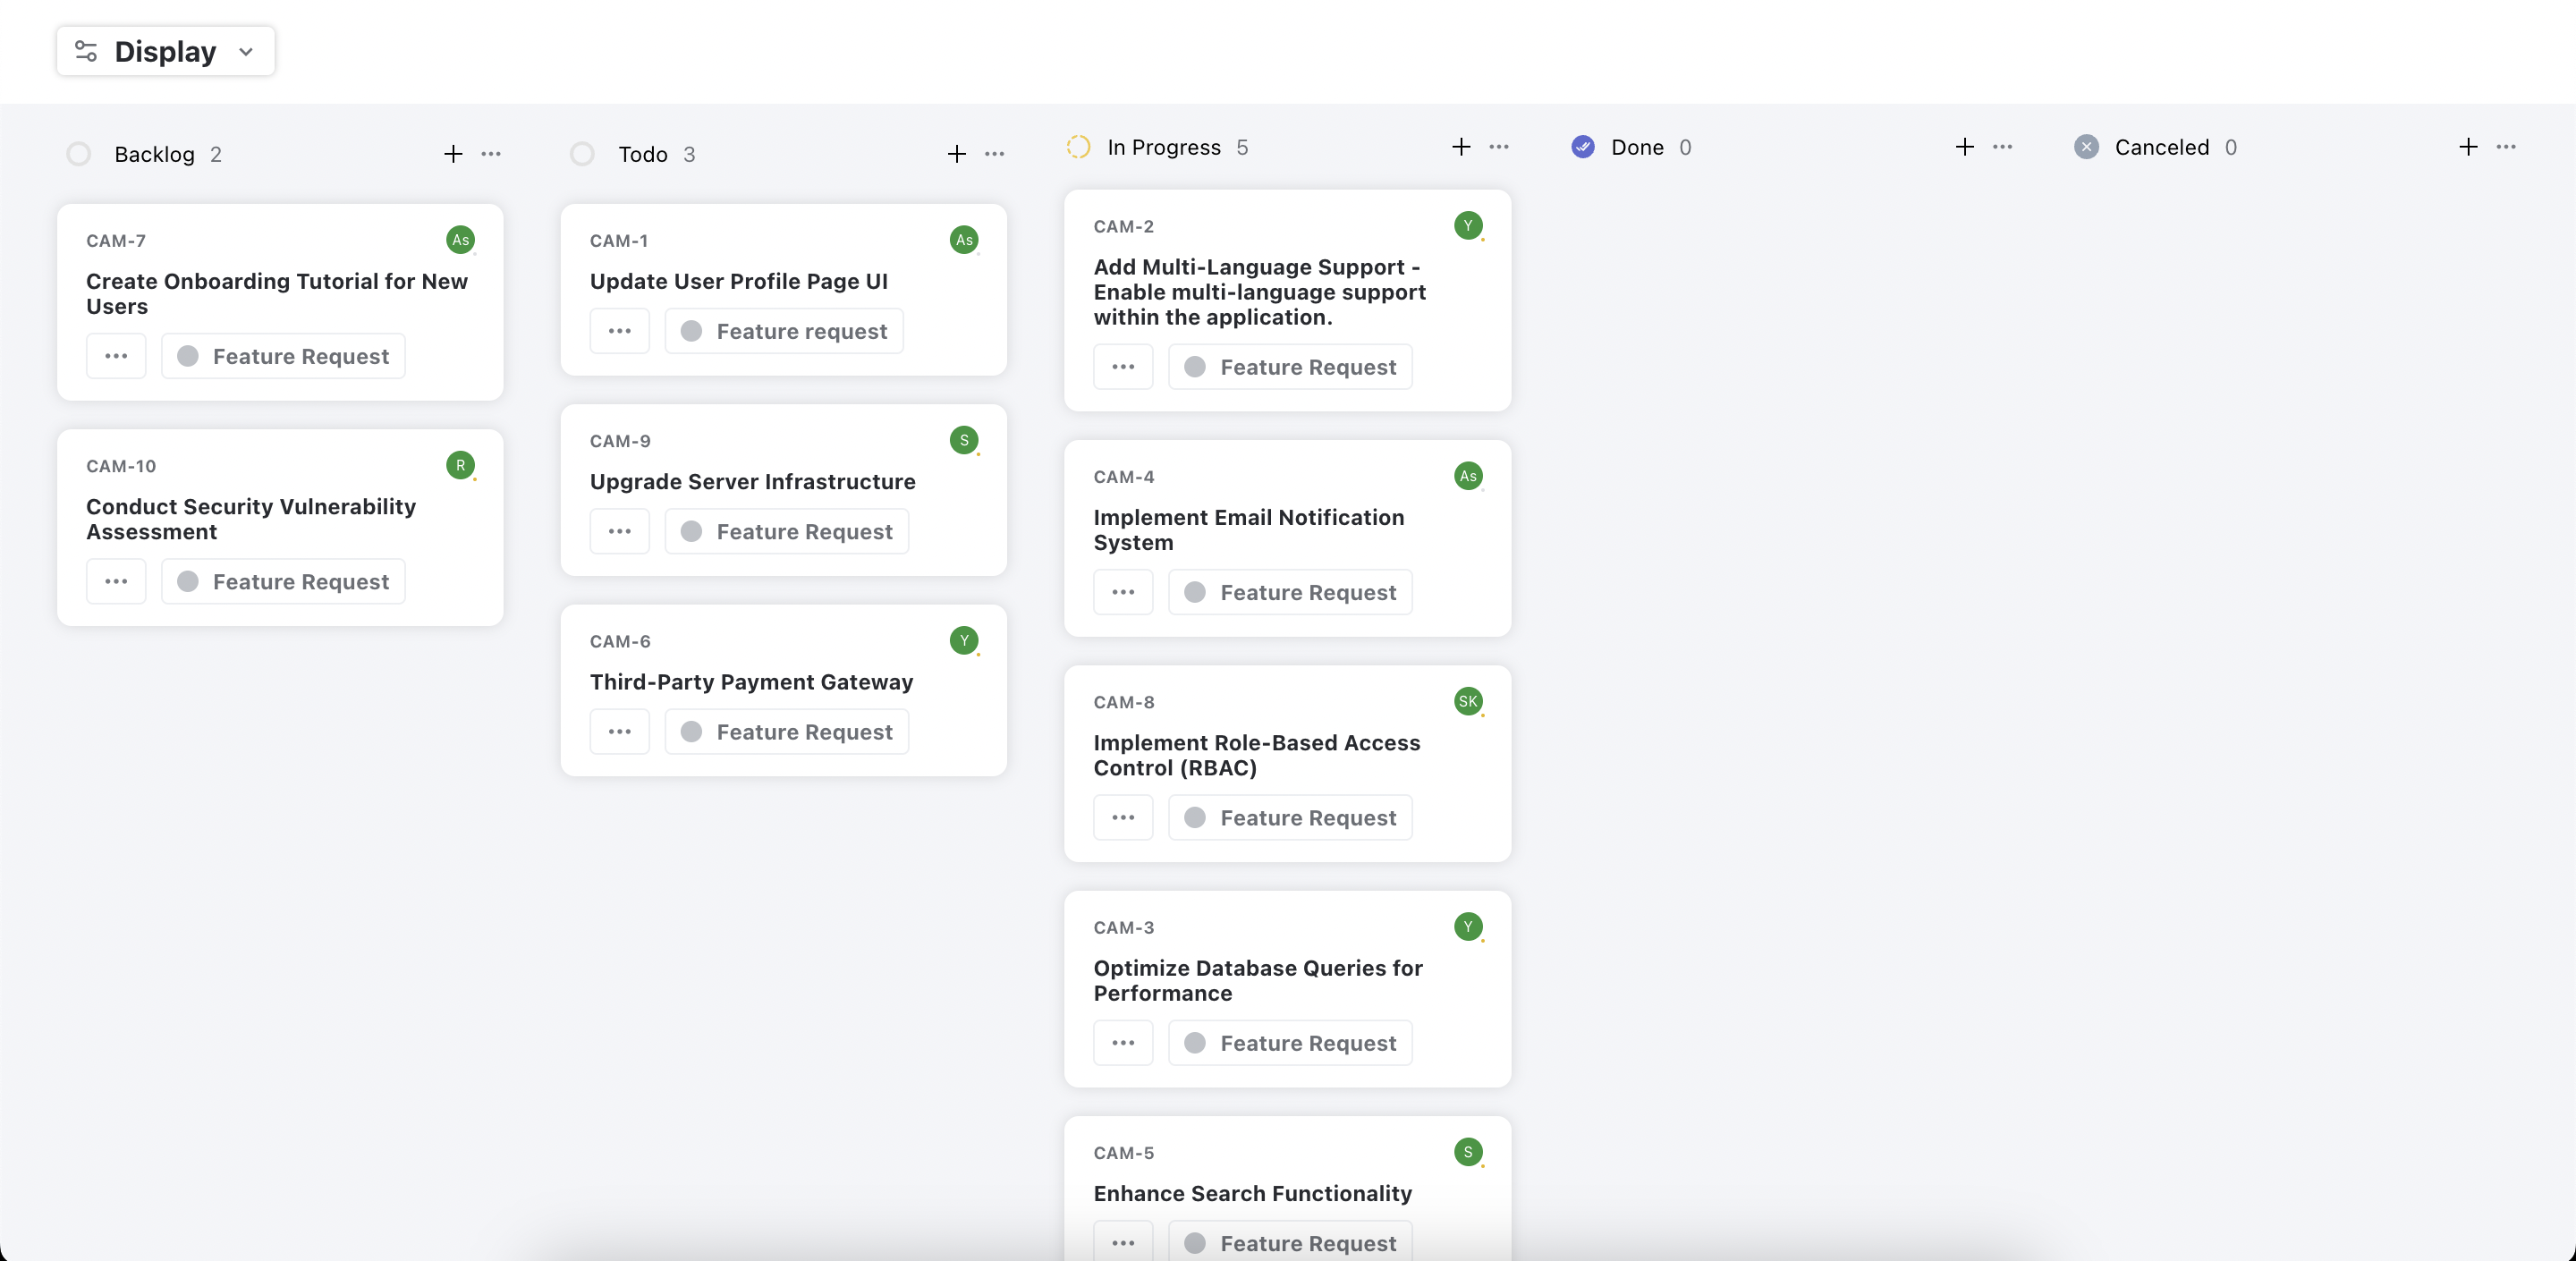 Display
Backlog 2
CAM-7 As
Create Onboarding Tutorial for New
Users
Feature Request
CAM-10 R
Conduct Security Vulnerability
Assessment
Feature Request
Todo 3
CAM-1 As
Update User Profile Page UI
Feature request
CAM-9 S
Upgrade Server Infrastructure
Feature Request
CAM-6 Y
Third-Party Payment Gateway
Feature Request
In Progress 5
CAM-2 Y
Add Multi-Language Support -
Enable multi-language support
within the application.
Feature Request
CAM-4 As
Implement Email Notification
System
Feature Request
CAM-8 SK
Implement Role-Based Access
Control (RBAC)
Feature Request
CAM-3 Y
Optimize Database Queries for
Performance
Feature Request
CAM-5 S
Enhance Search Functionality
Feature Request
Done 0
Canceled 0